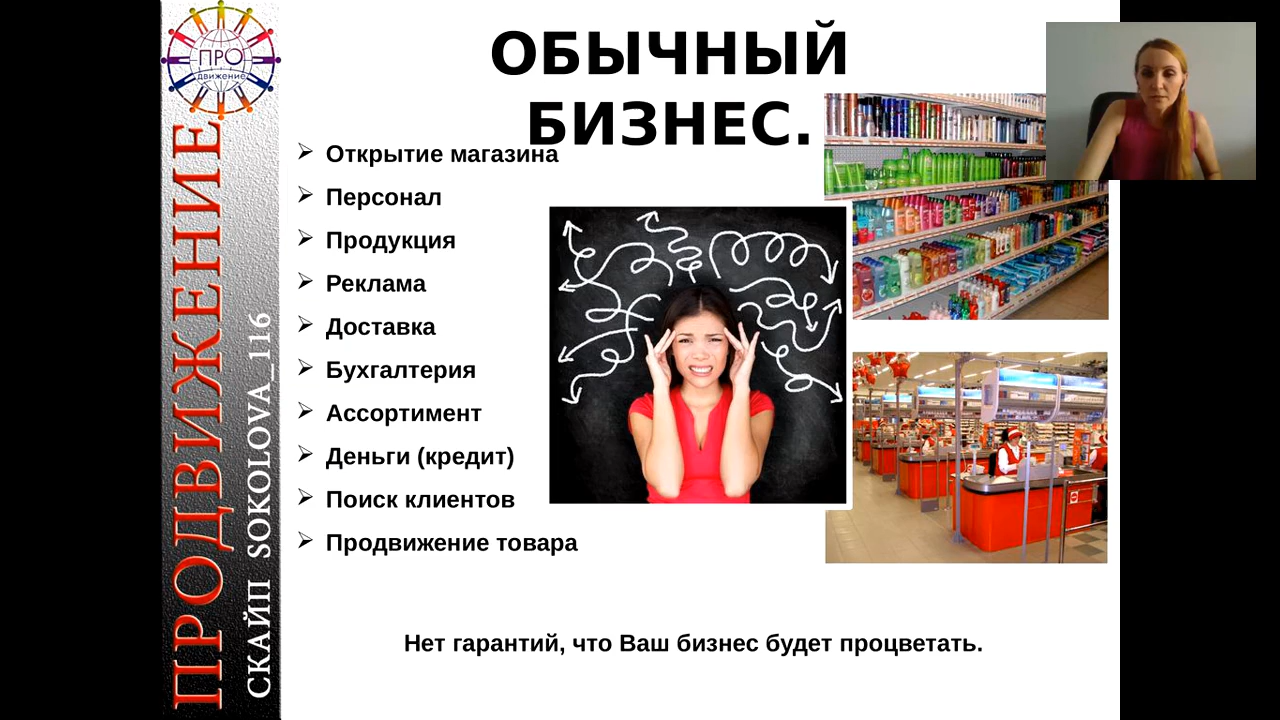 ПРО
движение
ПРОДВИЖЕНИЕ
СКАЙП SOKOLOVA_116
ОБЫЧНЫЙ
БИЗНЕС.
Открытие магазина
Персонал
Продукция
Реклама
Доставка
Бухгалтерия
Ассортимент
Деньги (кредит)
Поиск клиентов
Продвижение товара
Нет гарантий, что Ваш бизнес будет процветать.